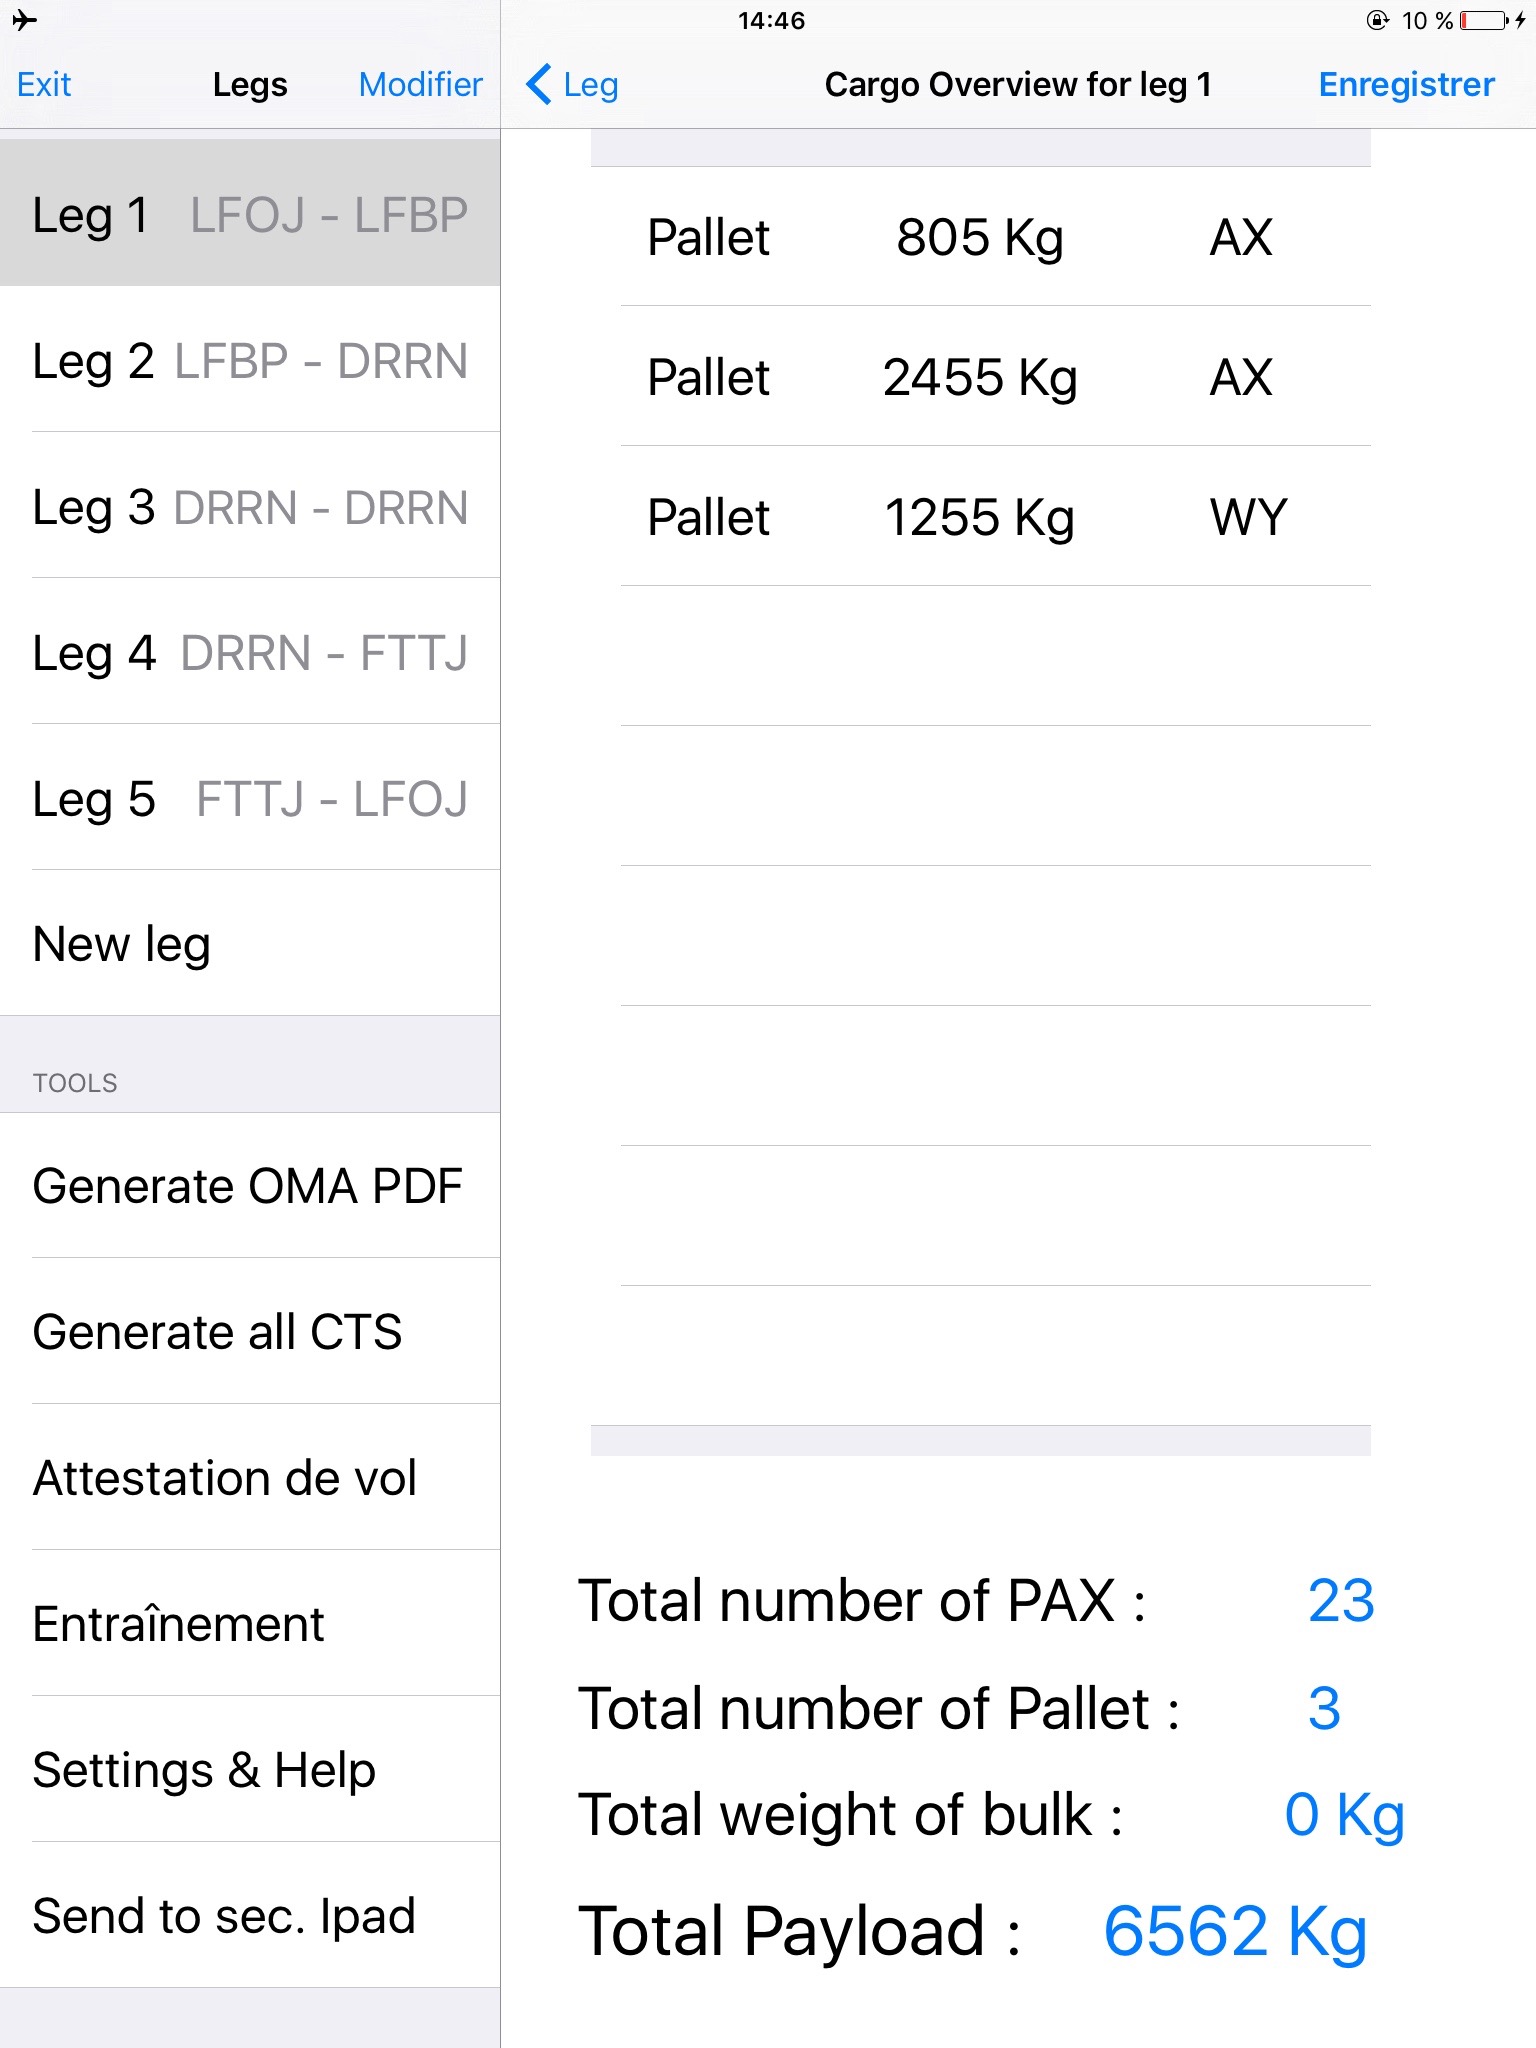 14:46
10 %
Exit Legs Modifier
Leg 1 LFOJ - LFBP
Leg 2 LFBP - DRRN
Leg 3 DRRN - DRRN
Leg 4 DRRN - FTTJ
Leg 5 FTTJ - LFOJ
New leg
TOOLS
Generate OMA PDF
Generate all CTS
Attestation de vol
Entraînement
Settings & Help
Send to sec. Ipad
Leg Cargo Overview for leg 1 Enregistrer
Pallet 805 Kg AX
Pallet 2455 Kg AX
Pallet 1255 Kg WY
Total number of PAX : 23
Total number of Pallet : 3
Total weight of bulk : 0 Kg
Total Payload : 6562 Kg